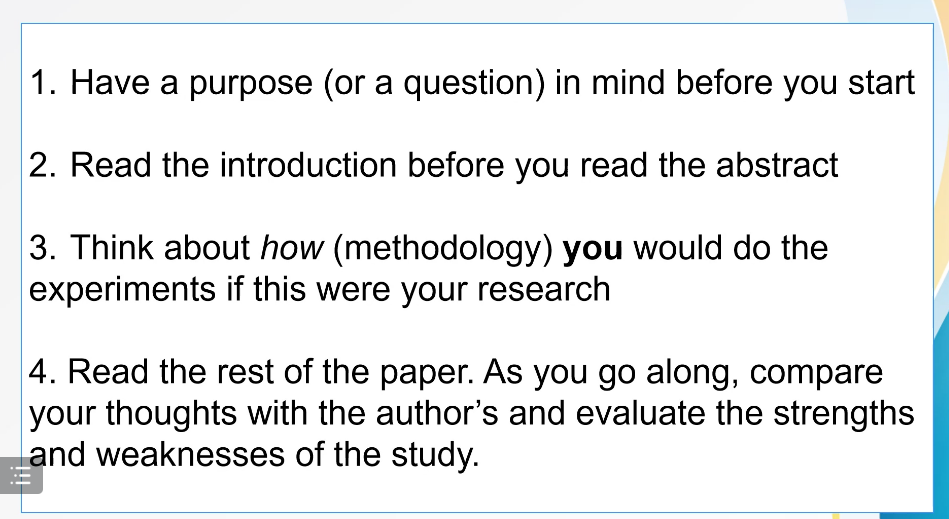 1. Have a purpose (or a question) in mind before you start
2. Read the introduction before you read the abstract
3. Think about how (methodology) you would do the
experiments if this were your research
4. Read the rest of the paper. As you go along, compare
your thoughts with the author’s and evaluate the strengths
and weaknesses of the study.